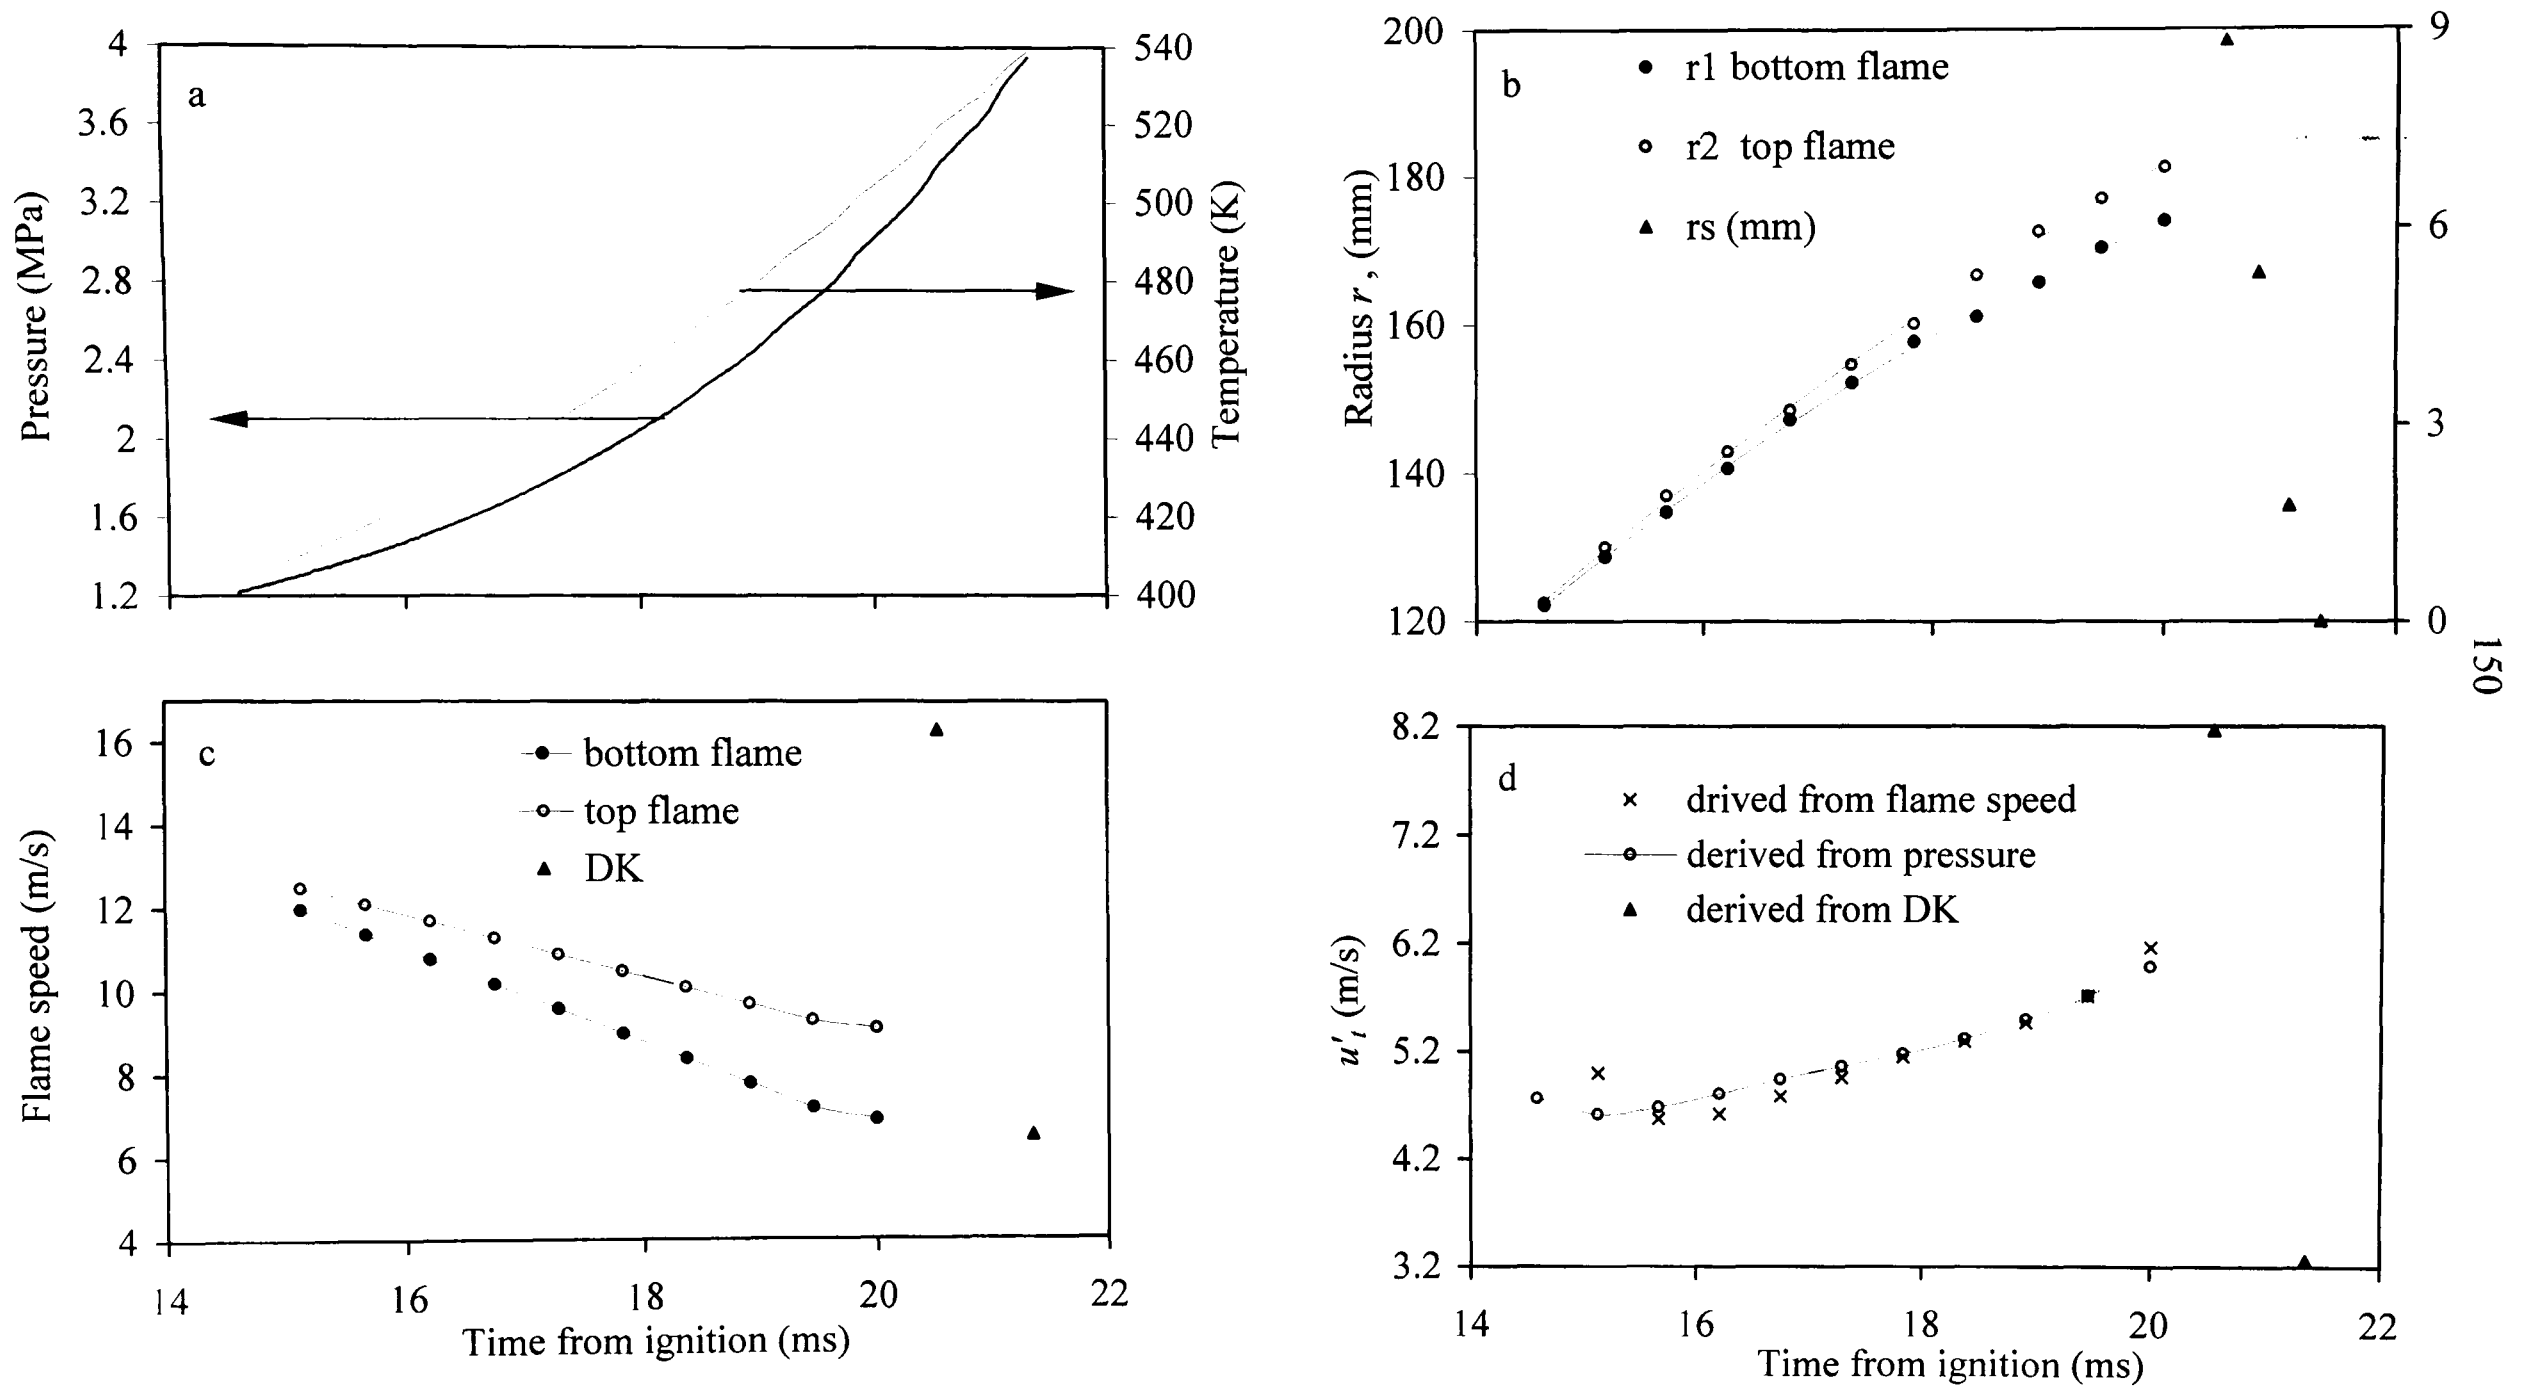 a
4
3.6
3.2
2.8
2.4
2
1.6
1.2
Pressure (MPa)
540
520
500
480
460
440
420
400
Temperature (K)
b
r1 bottom flame
r2 top flame
rs (mm)
200
180
160
140
120
Radius r , (mm)
9
6
3
0
150
c
bottom flame
top flame
DK
16
14
12
10
8
6
4
Flame speed (m/s)
14 16 18 20 22
Time from ignition (ms)
d
drived from flame speed
derived from pressure
derived from DK
8.2
7.2
6.2
5.2
4.2
3.2
u't (m/s)
14 16 18 20 22
Time from ignition (ms)